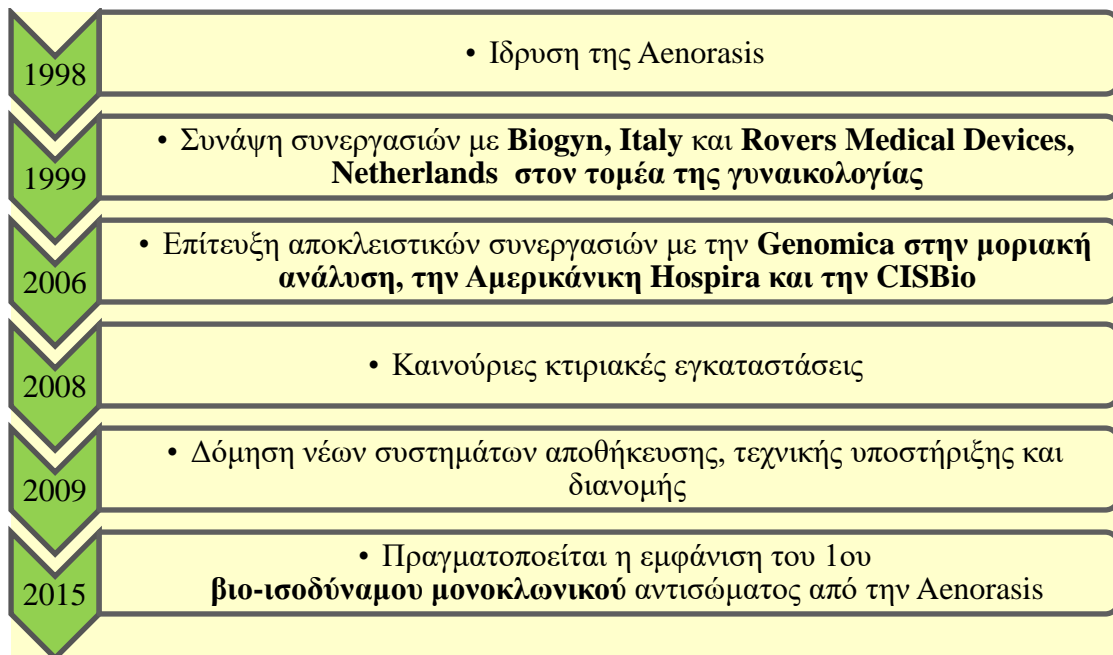 1998
• Ιδρυση της Aenorasis
1999
• Συνάψη συνεργασιών με Biogyn, Italy και Rovers Medical Devices,
Netherlands στον τομέα της γυναικολογίας
2006
• Επίτευξη αποκλειστικών συνεργασιών με την Genomica στην μοριακή
ανάλυση, την Αμερικάνικη Hospira και την CISBio
2008
• Καινούριες κτιριακές εγκαταστάσεις
2009
• Δόμηση νέων συστημάτων αποθήκευσης, τεχνικής υποστήριξης και
διανομής
2015
• Πραγματοποείται η εμφάνιση του 1ου
βιο-ισοδύναμου μονοκλωνικού αντισώματος από την Aenorasis